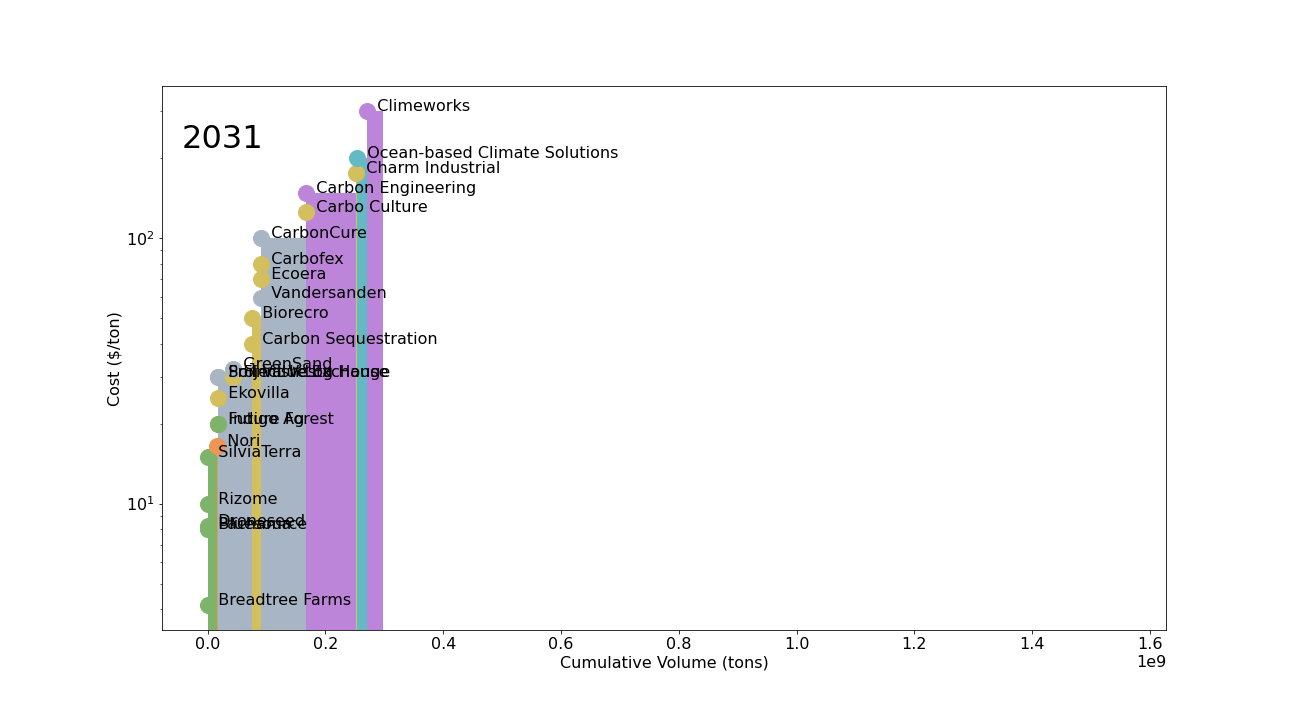 Climeworks
2031
Ocean-based Climate Solutions
Charm Industrial
Carbon Engineering
Carbo Culture
CarbonCure
10²
Carbofex
Ecoera
Vandersanden
Biorecro
Carbon Sequestration
GreenSand
Ekovilla
Future Forest
Nori
SilviaTerra
Rizome
10¹
Breadtree Farms
Cost ($/ton)
0.0 0.2 0.4 0.6 0.8 1.0 1.2 1.4 1.6
Cumulative Volume (tons)
1e9